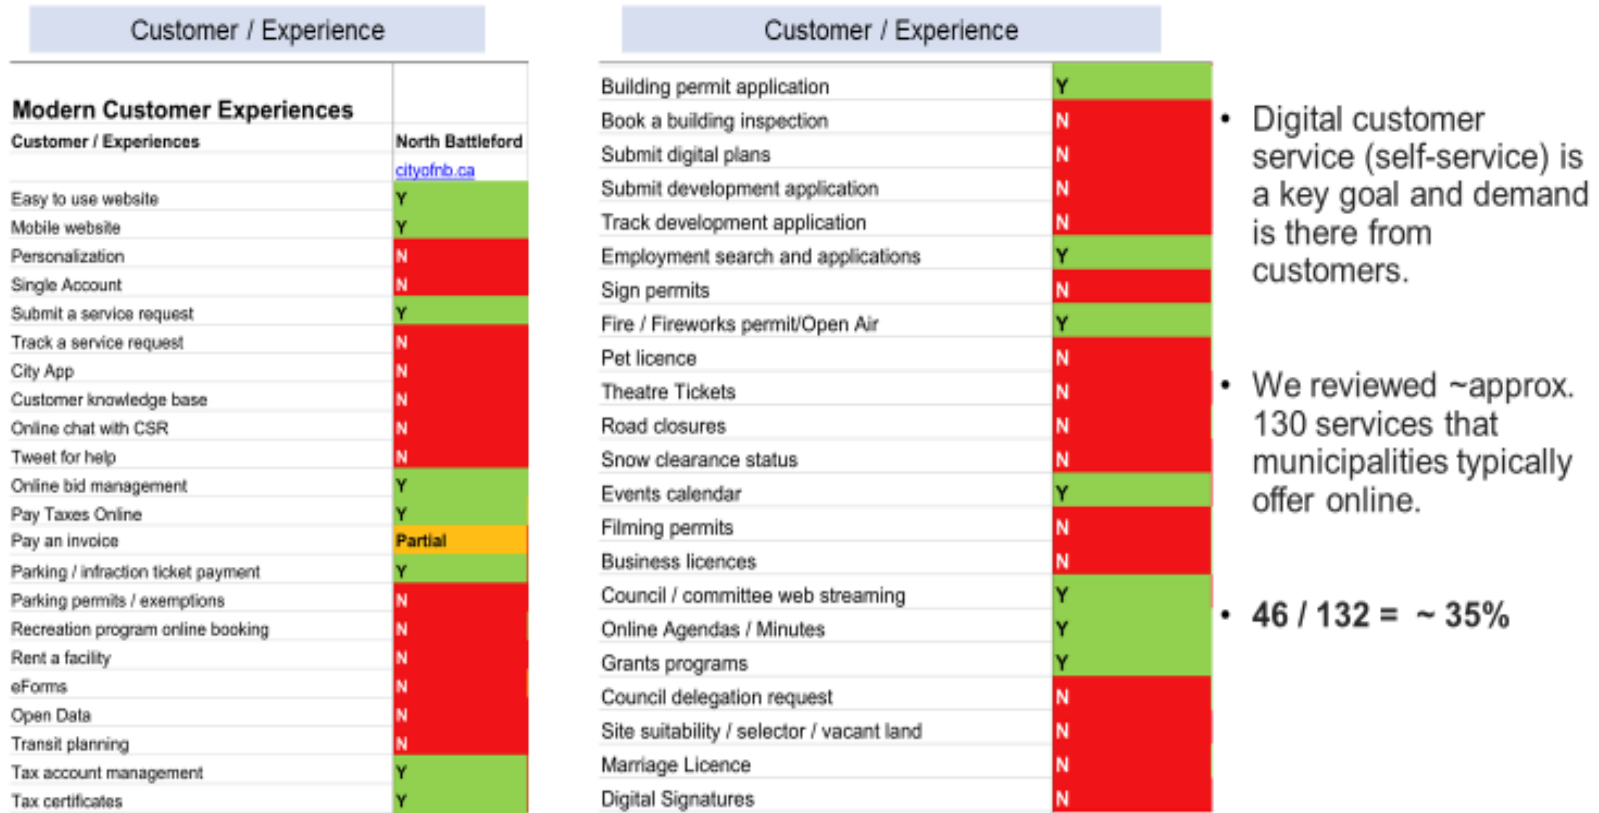 Customer / Experience
Modern Customer Experiences
Customer / Experiences North Battleford
cityofnb.ca
Easy to use website Y
Mobile website Y
Personalization N
Single Account N
Submit a service request Y
Track a service request N
City App N
Customer knowledge base N
Online chat with CSR N
Tweet for help N
Online bid management Y
Pay Taxes Online Y
Pay an invoice Partial
Parking / infraction ticket payment Y
Parking permits / exemptions N
Recreation program online booking N
Rent a facility N
eForms N
Open Data N
Transit planning N
Tax account management Y
Tax certificates Y
Customer / Experience
Building permit application Y
Book a building inspection N
Submit digital plans N
Submit development application N
Track development application N
Employment search and applications Y
Sign permits N
Fire / Fireworks permit/Open Air Y
Pet licence N
Theatre Tickets N
Road closures N
Snow clearance status N
Events calendar Y
Filming permits N
Business licences N
Council / committee web streaming Y
Online Agendas / Minutes Y
Grants programs Y
Council delegation request N
Site suitability / selector / vacant land N
Marriage Licence N
Digital Signatures N
• Digital customer
service (self-service) is
a key goal and demand
is there from
customers.
• We reviewed ~approx.
130 services that
municipalities typically
offer online.
• 46 / 132 = ~ 35%